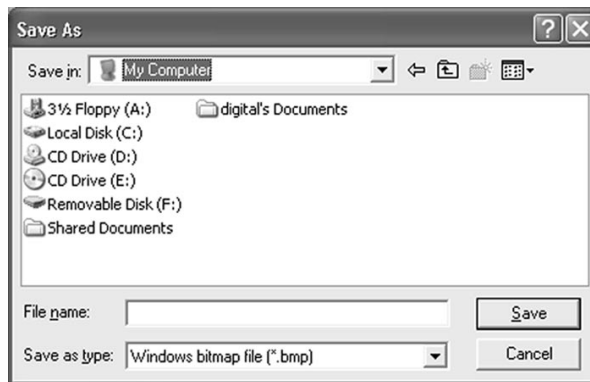 Save As
Save in: My Computer
3½ Floppy (A:)
Local Disk (C:)
CD Drive (D:)
CD Drive (E:)
Removable Disk (F:)
Shared Documents
digital's Documents
File name:
Save
Save as type: Windows bitmap file (*.bmp)
Cancel